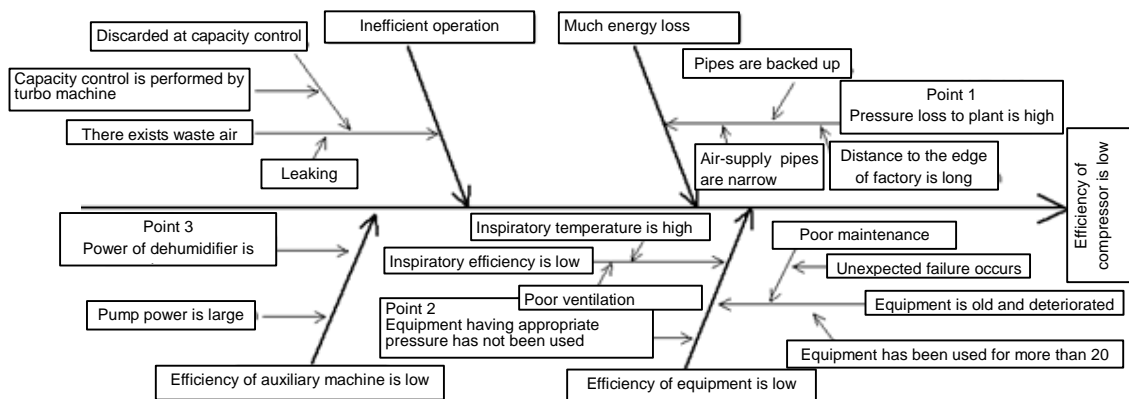 Inefficient operation
Much energy loss
Discarded at capacity control
Capacity control is performed by
turbo machine
There exists waste air
Leaking
Pipes are backed up
Point 1
Pressure loss to plant is high
Air-supply pipes
are narrow
Distance to the edge
of factory is long
Efficiency of
compressor is low
Point 3
Power of dehumidifier is
Pump power is large
Efficiency of auxiliary machine is low
Inspiratory temperature is high
Inspiratory efficiency is low
Poor ventilation
Point 2
Equipment having appropriate
pressure has not been used
Poor maintenance
Unexpected failure occurs
Equipment is old and deteriorated
Equipment has been used for more than 20
Efficiency of equipment is low